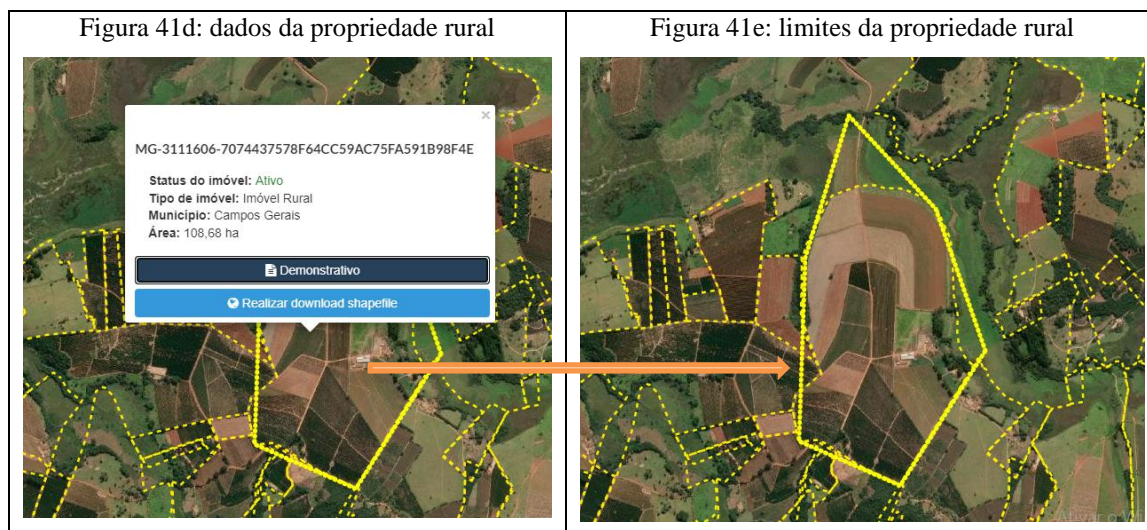 Figura 41d: dados da propriedade rural
Figura 41e: limites da propriedade rural
×
MG-3111606-7074437578F64CC59AC75FA591B98F4E
Status do imóvel: Ativo
Tipo de imóvel: Imóvel Rural
Município: Campos Gerais
Área: 108,68 ha
Demonstrativo
Realizar download shapefile